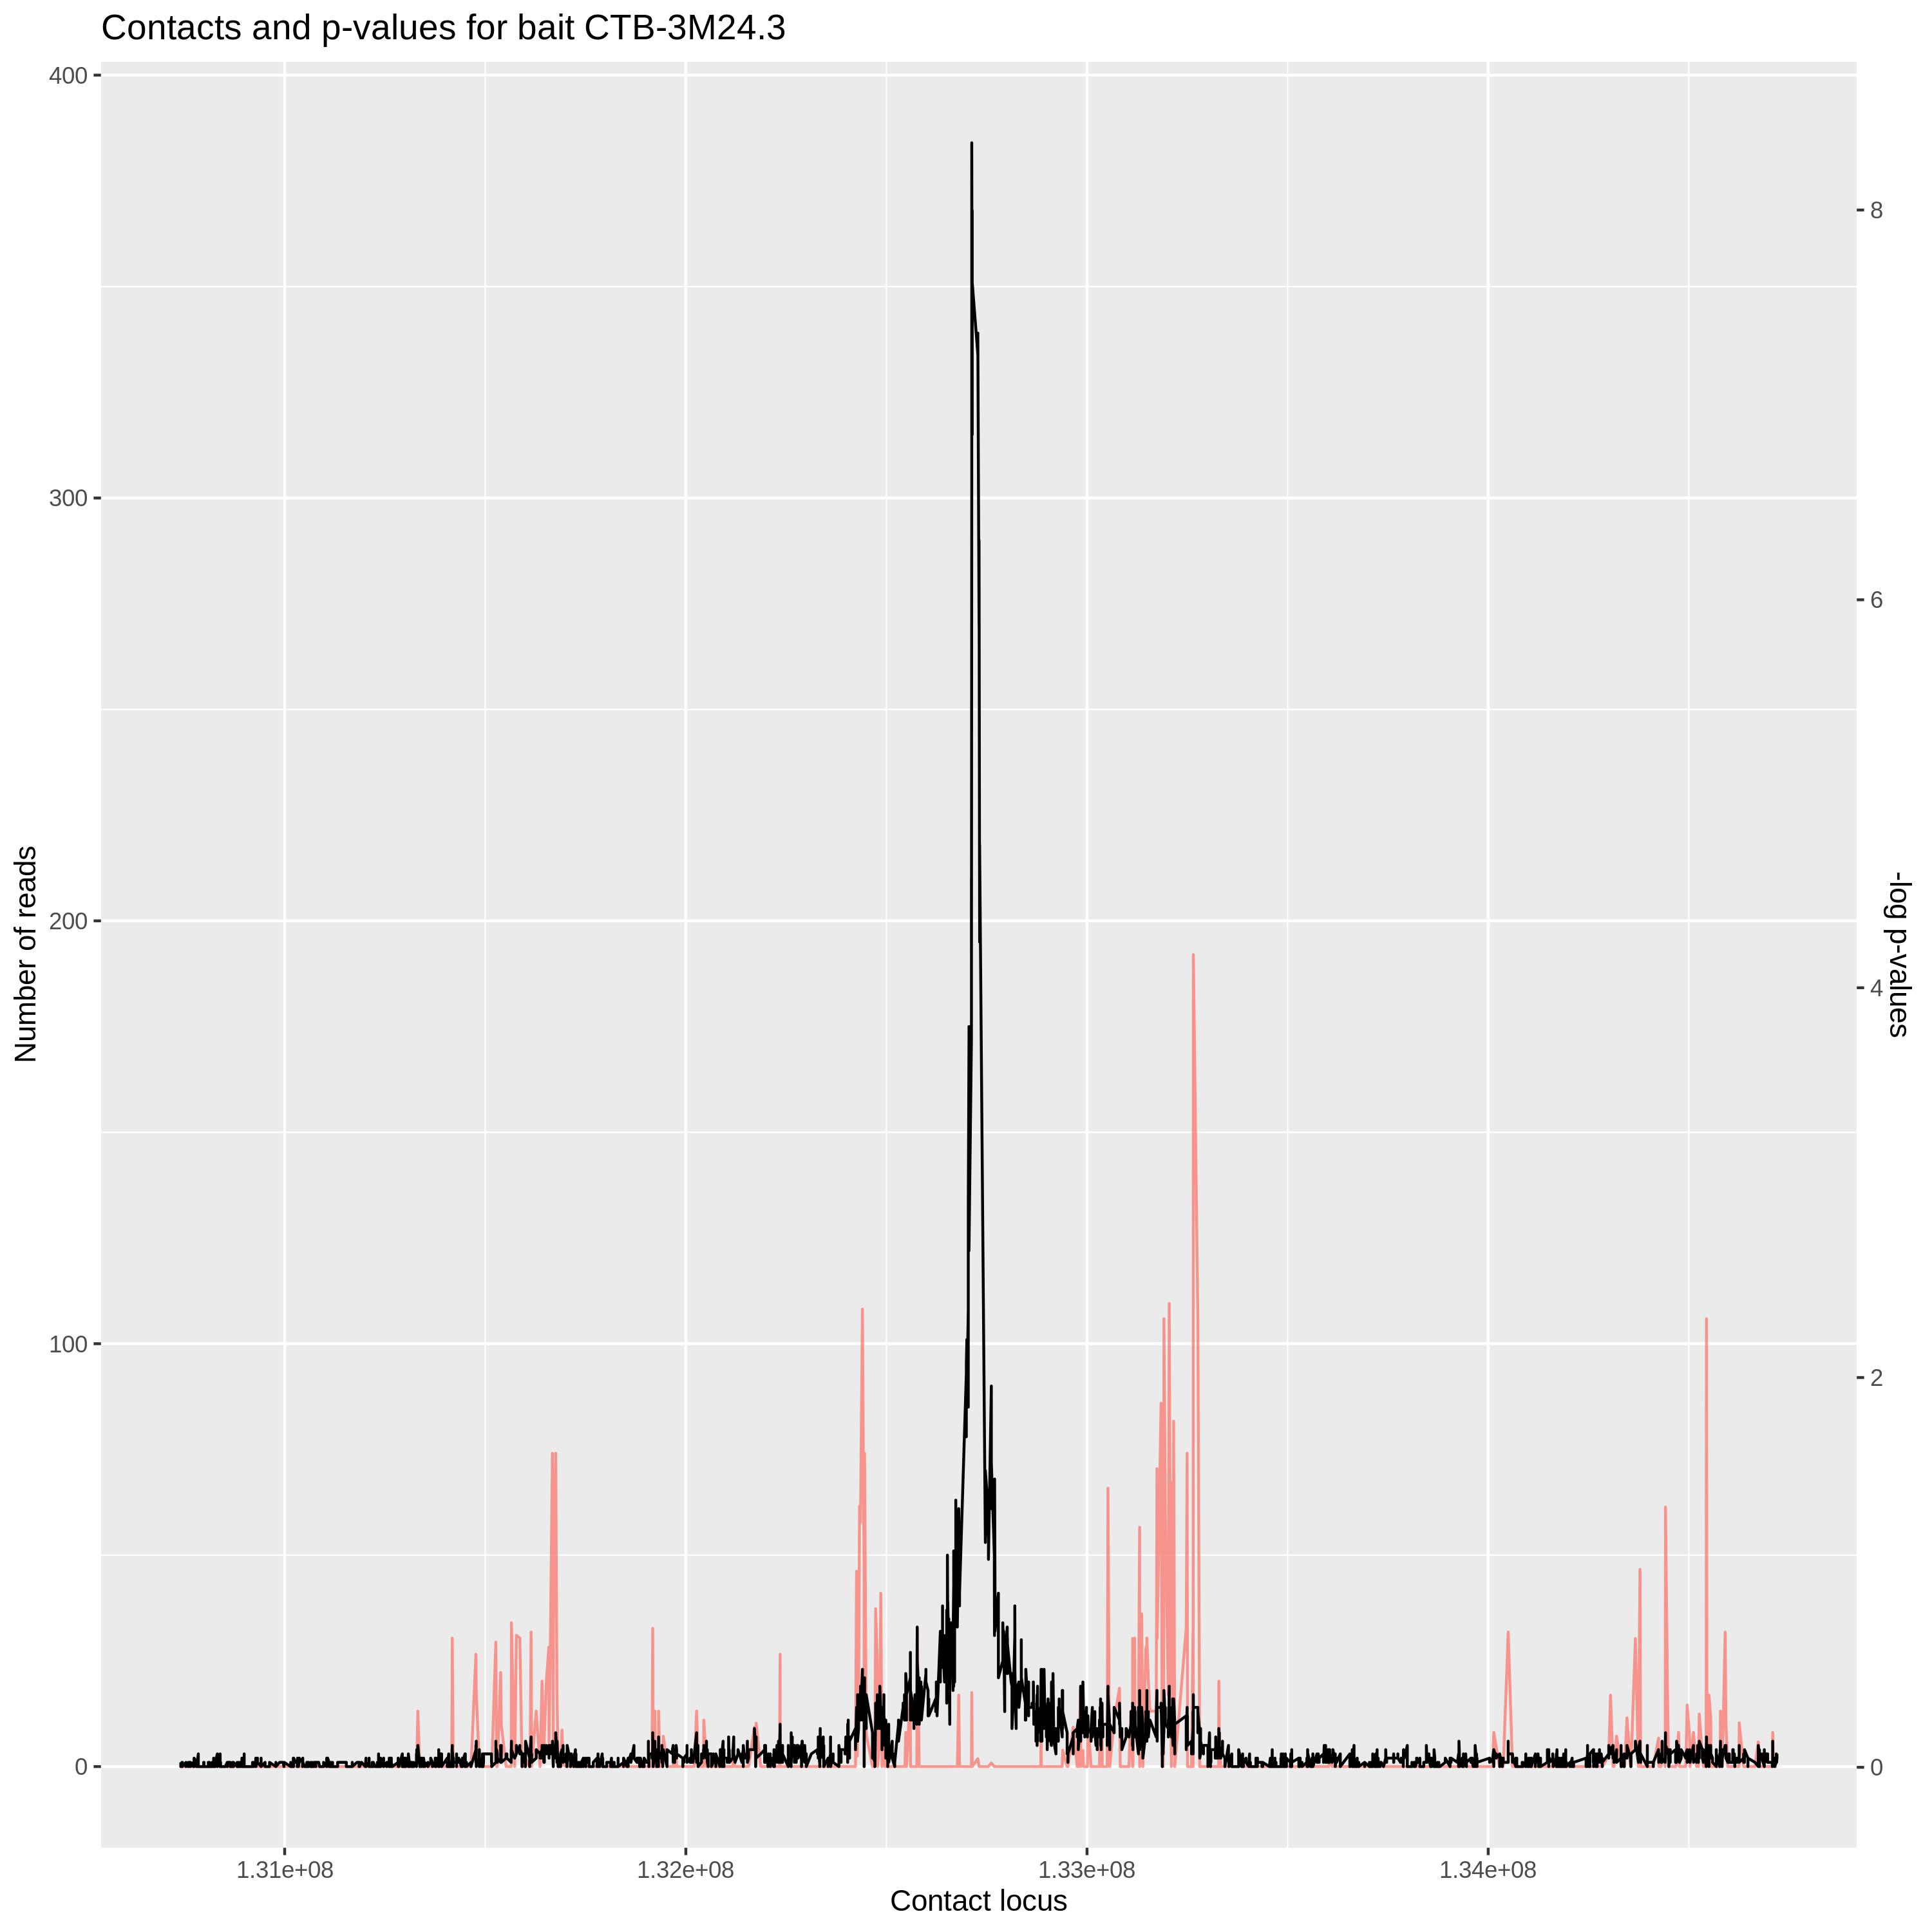 Contacts and p-values for bait CTB-3M24.3
400
300
200
100
0
Number of reads
8
6
4
2
0
-log p-values
1.31e+08
1.32e+08
1.33e+08
1.34e+08
Contact locus